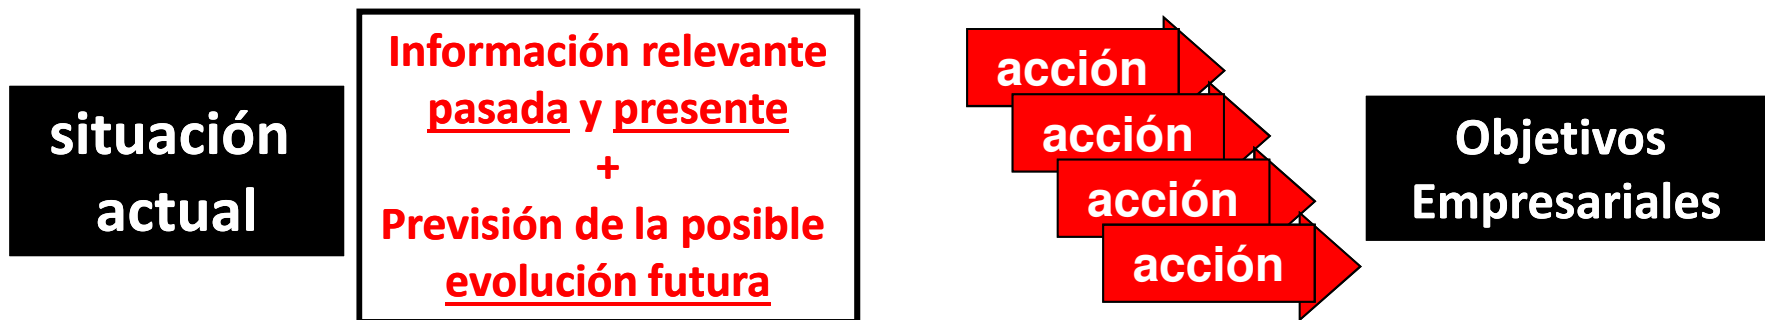 situación
actual
Información relevante
pasada y presente
+
Previsión de la posible
evolución futura
acción
acción
acción
acción
Objetivos
Empresariales